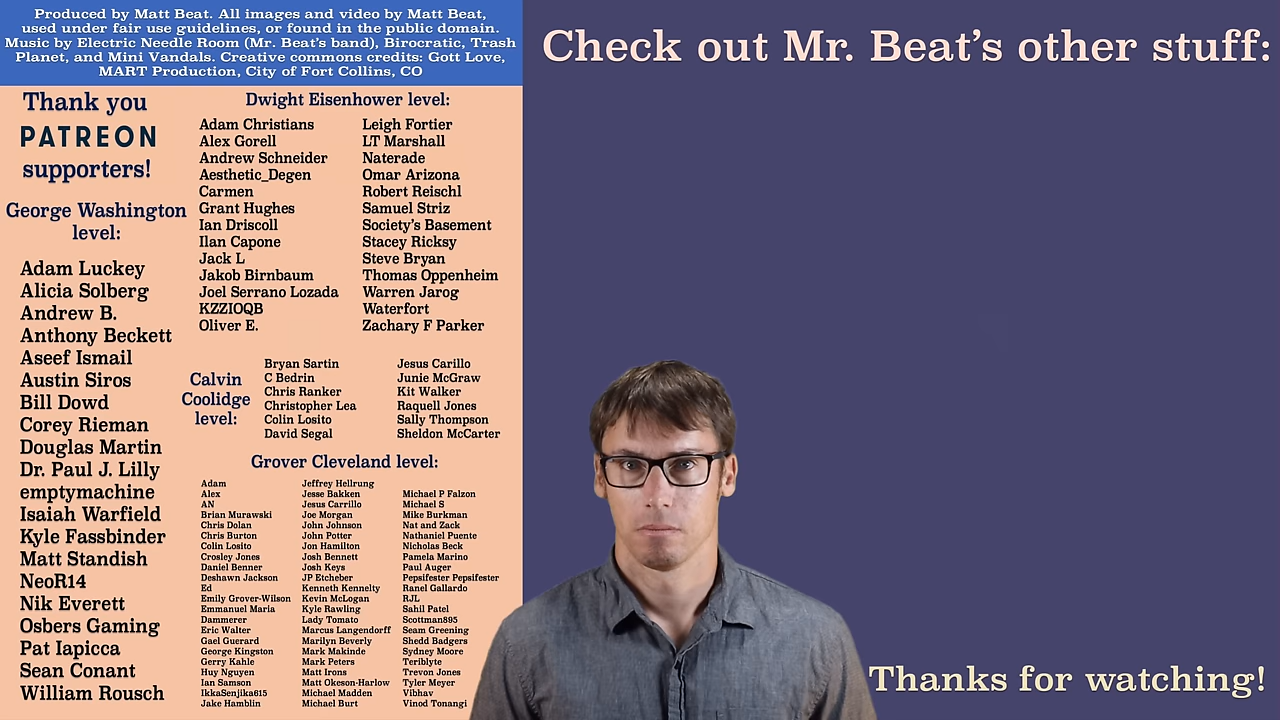 Produced by Matt Beat. All images and video by Matt Beat,
used under fair use guidelines, or found in the public domain.
Music by Electric Needle Room (Mr. Beat's band), Birocratic, Trash
Planet, and Mini Vandals. Creative commons credits: Gott Love,
MART Production, City of Fort Collins, CO
Check out Mr. Beat's other stuff:
Thank you
PATREON
supporters!
George Washington
level:
Adam Luckey
Alicia Solberg
Andrew B.
Anthony Beckett
Aseef Ismail
Austin Siros
Bill Dowd
Corey Rieman
Douglas Martin
Dr. Paul J. Lilly
emptymachine
Isaiah Warfield
Kyle Fassbinder
Matt Standish
NeoR14
Nik Everett
Osbers Gaming
Pat Iapicca
Sean Conant
William Rousch
Dwight Eisenhower level:
Adam Christians
Alex Gorell
Andrew Schneider
Aesthetic_Degen
Carmen
Grant Hughes
Ian Driscoll
Ilan Capone
Jack L
Jakob Birnbaum
Joel Serrano Lozada
KZZIOQB
Oliver E.
Leigh Fortier
LT Marshall
Naterade
Omar Arizona
Robert Reischl
Samuel Striz
Society's Basement
Stacey Ricksy
Steve Bryan
Thomas Oppenheim
Warren Jarog
Waterfort
Zachary F Parker
Calvin
Coolidge
level:
Bryan Sartin
C Bedrin
Chris Ranker
Christopher Lea
Colin Losito
David Segal
Jesus Carillo
Junie McGraw
Kit Walker
Raquell Jones
Sally Thompson
Sheldon McCarter
Grover Cleveland level:
Adam
Alex
AN
Brian Murawski
Chris Dolan
Chris Burton
Colin Losito
Crosley Jones
Daniel Benner
Deshawn Jackson
Ed
Emily Grover-Wilson
Emmanuel Maria
Dammerer
Eric Walter
Gael Guerard
George Kingston
Gerry Kahle
Huy Nguyen
Ian Samson
IkkaSenjika615
Jake Hamblin
Jeffrey Hellrung
Jesse Bakken
Jesus Carrillo
Joe Morgan
John Johnson
John Potter
Jon Hamilton
Josh Bennett
Josh Keys
JP Etcheber
Kenneth Kennelty
Kevin McLogan
Kyle Rawling
Lady Tomato
Marcus Langendorff
Marilyn Beverly
Mark Makinde
Mark Peters
Matt Irons
Matt Okeson-Harlow
Michael Madden
Michael Burt
Michael P Falzon
Michael S
Mike Burkman
Nat and Zack
Nathaniel Puente
Nicholas Beck
Pamela Marino
Paul Auger
Pepsifester Pepsifester
Ranel Gallardo
RJL
Sahil Patel
Scottman895
Seam Greening
Shedd Badgers
Sydney Moore
Teriblyte
Trevon Jones
Tyler Meyer
Vibhav
Vinod Tonangi
Thanks for watching!